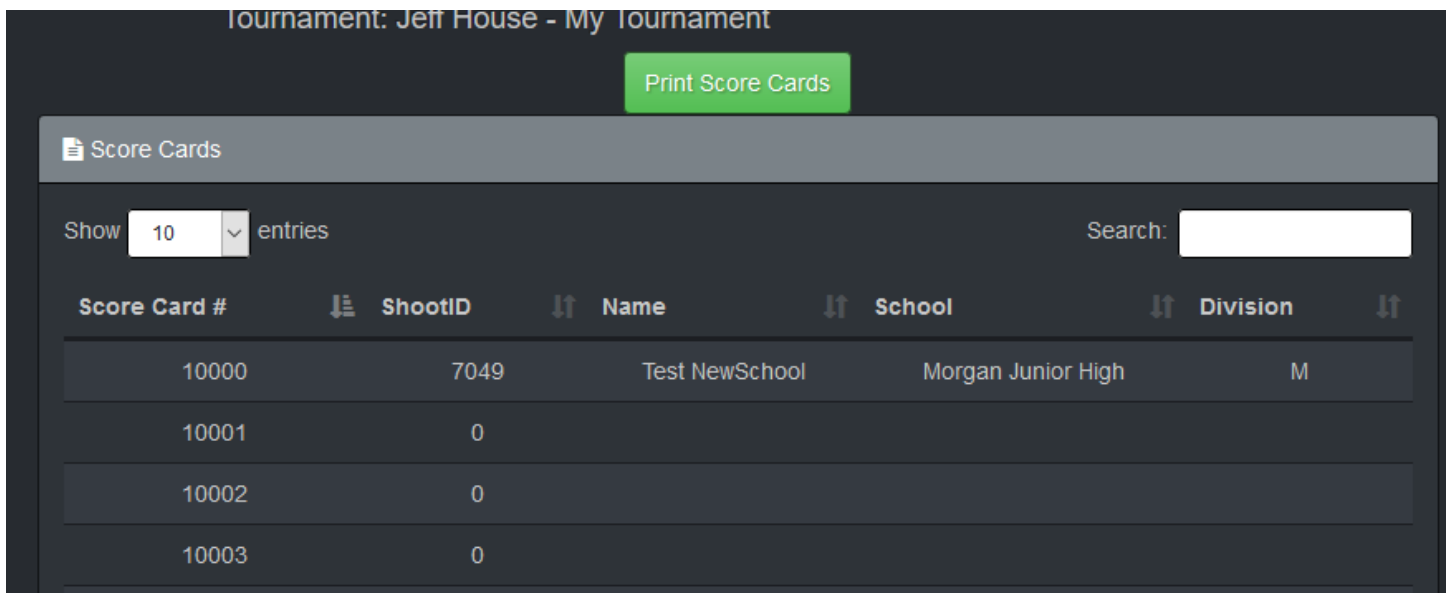 Tournament: Jeff House - My Tournament
Print Score Cards
Score Cards
Show 10 entries Search:
Score Card # ShootID Name School Division
10000 7049 Test NewSchool Morgan Junior High M
10001 0
10002 0
10003 0